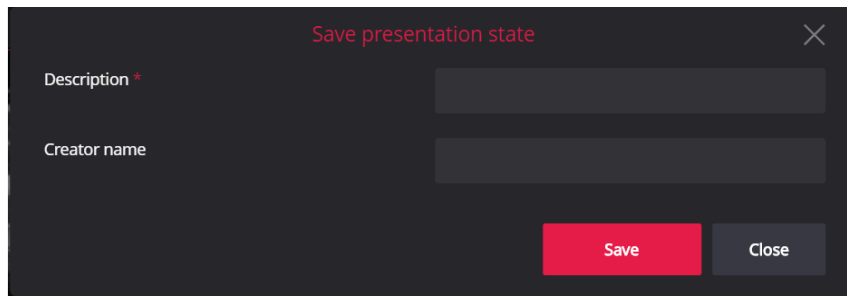 Save presentation state
Description *
Creator name
Save Close